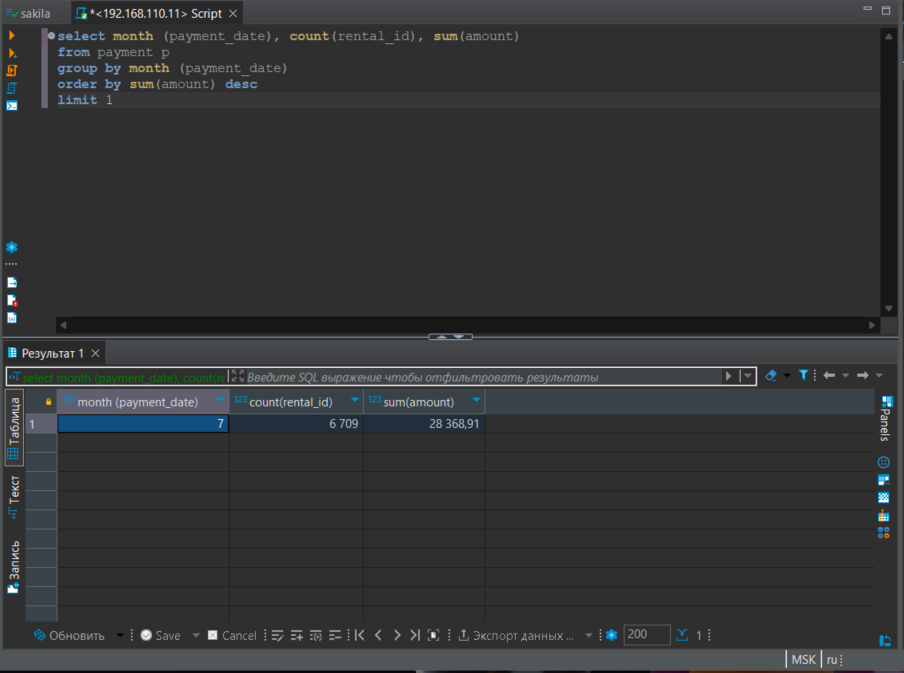 sakila
*<192.168.110.11> Script
select month (payment_date), count(rental_id), sum(amount)
from payment p
group by month (payment_date)
order by sum(amount) desc
limit 1
Результат 1
select month (payment_date), count(re
Введите SQL выражение чтобы отфильтровать результаты
Таблица
Текст
Запись
123 month (payment_date)
123 count(rental_id)
123 sum(amount)
1
7
6 709
28 368,91
Panels
Обновить
Save
Cancel
Экспорт данных ...
200
1
MSK
ru